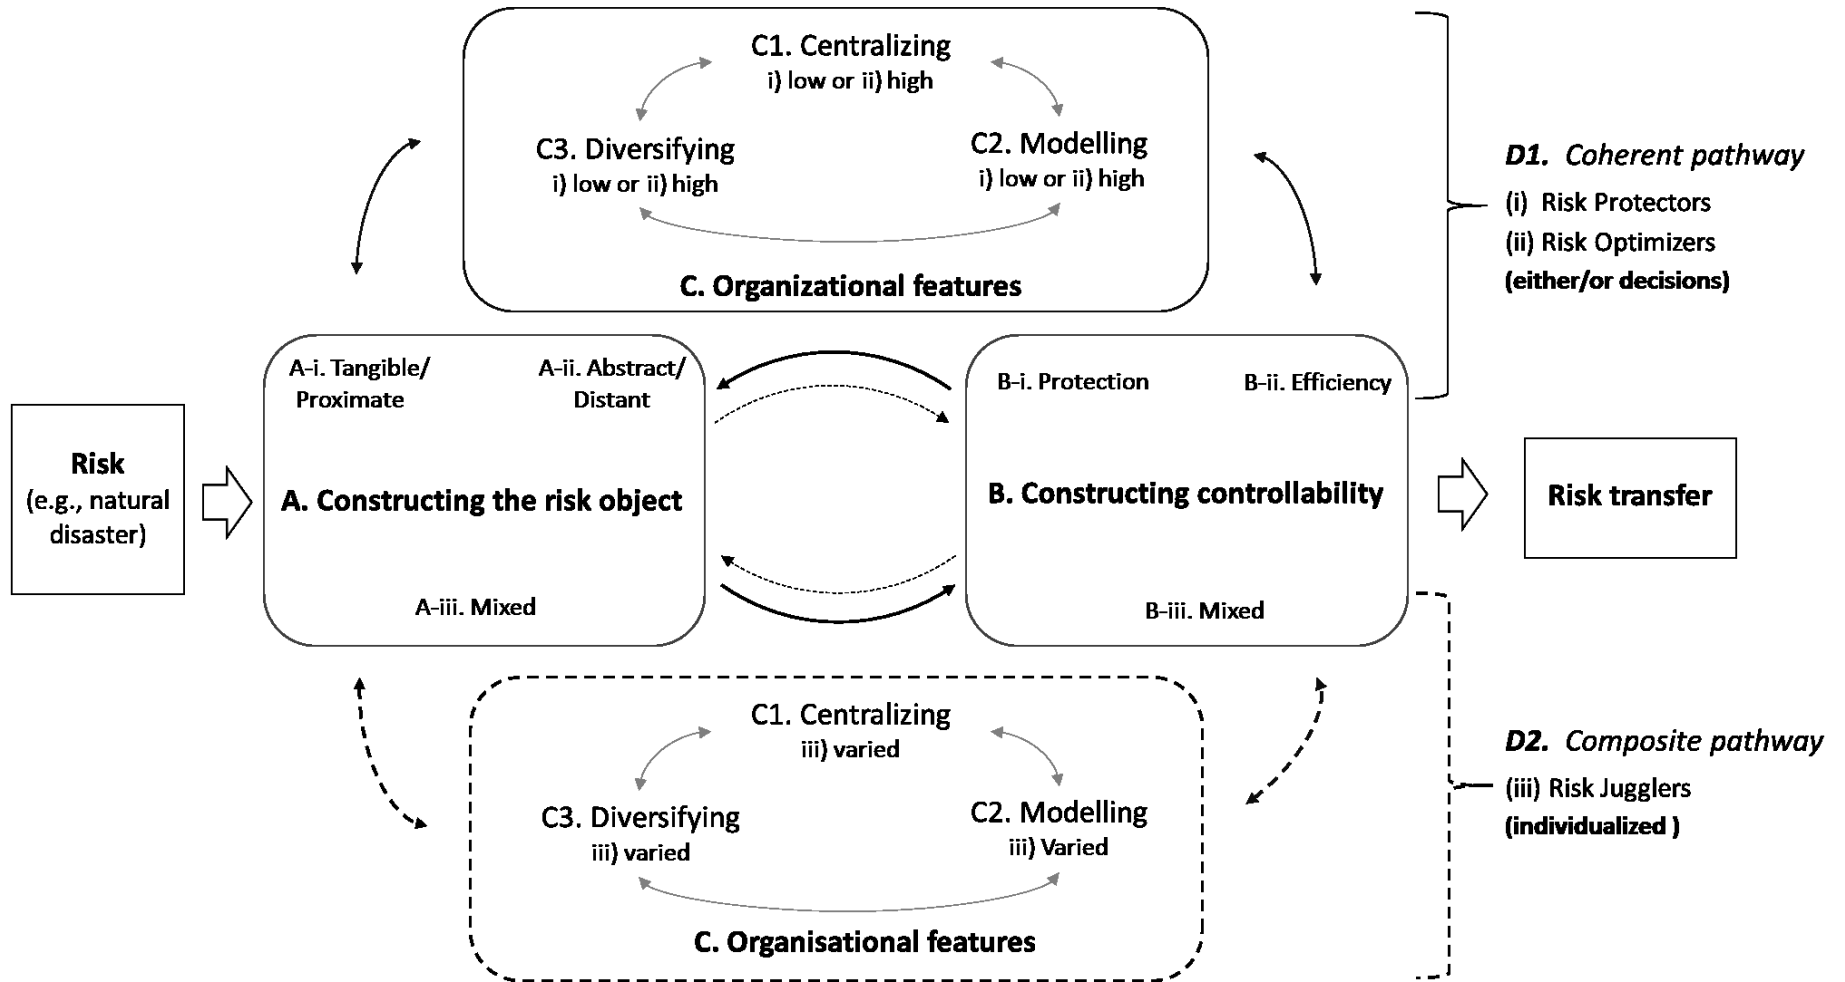 C1. Centralizing
i) low or ii) high
C3. Diversifying
i) low or ii) high
C2. Modelling
i) low or ii) high
C. Organizational features
D1. Coherent pathway
(i) Risk Protectors
(ii) Risk Optimizers
(either/or decisions)
Risk
(e.g., natural
disaster)
A-i. Tangible/
Proximate
A-ii. Abstract/
Distant
A. Constructing the risk object
A-iii. Mixed
B-i. Protection
B-ii. Efficiency
B. Constructing controllability
B-iii. Mixed
Risk transfer
C1. Centralizing
iii) varied
C3. Diversifying
iii) varied
C2. Modelling
iii) Varied
C. Organisational features
D2. Composite pathway
(iii) Risk Jugglers
(individualized )